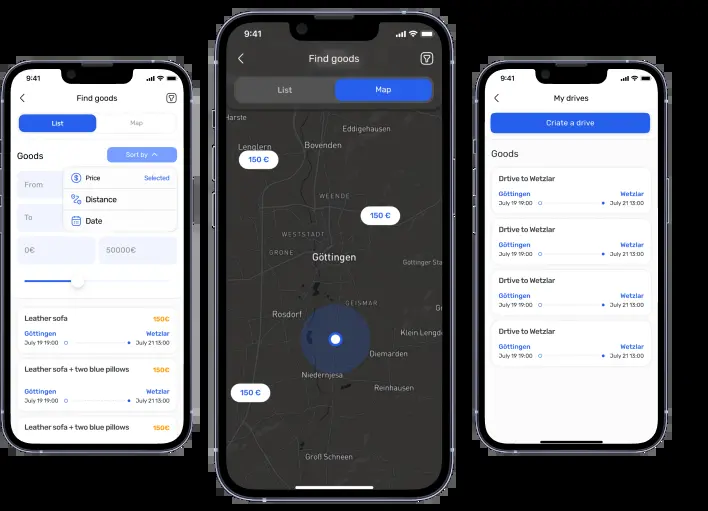 9:41
Find goods
List Map
Goods
Sort by
Price Selected
Distance
Date
From
To
0€ 50000€
Leather sofa 150€
Göttingen Wetzlar
July 19 19:00 July 21 13:00
Leather sofa + two blue pillows 150€
Göttingen Wetzlar
July 19 19:00 July 21 13:00
Leather sofa + two blue pillows 150€
9:41
Find goods
List Map
Harste
Eddigehausen
Lenglern
Bovenden
150 €
WEENDE
150 €
WESTSTADT
GRONE
Göttingen
Göttinger Sta
GEISMAR
Rosdorf
Klein Lengd
Diemarden
Niedernjesa
150 €
Reinhausen
Groß Schneen
9:41
My drives
Criate a drive
Goods
Drtive to Wetzlar
Göttingen Wetzlar
July 19 19:00 July 21 13:00
Drtive to Wetzlar
Göttingen Wetzlar
July 19 19:00 July 21 13:00
Drtive to Wetzlar
Göttingen Wetzlar
July 19 19:00 July 21 13:00
Drtive to Wetzlar
Göttingen Wetzlar
July 19 19:00 July 21 13:00